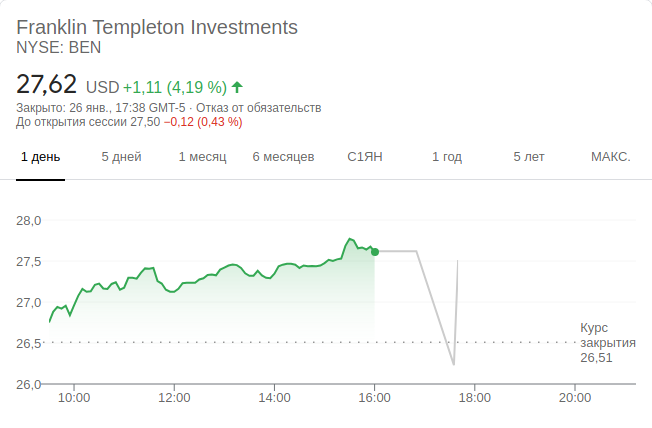 Franklin Templeton Investments
NYSE: BEN
27,62 USD +1,11 (4,19 %)
Закрыто: 26 янв., 17:38 GMT-5 · Отказ от обязательств
До открытия сессии 27,50 −0,12 (0,43 %)
1 день 5 дней 1 месяц 6 месяцев С1ЯН 1 год 5 лет МАКС.
28,0
27,5
27,0
26,5
26,0
Курс
закрытия
26,51
10:00 12:00 14:00 16:00 18:00 20:00